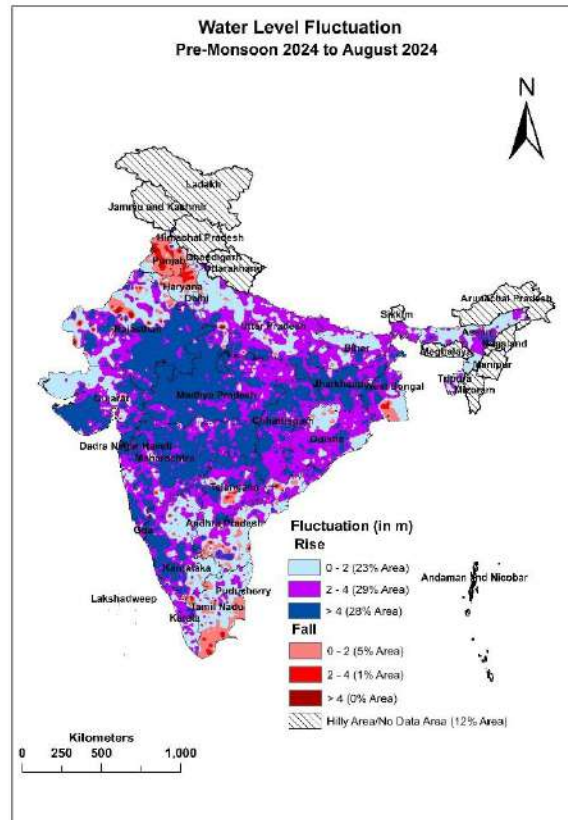 Water Level Fluctuation
Pre-Monsoon 2024 to August 2024
N
Ladakh
Jammu and Kashmir
Himachal Pradesh
Punjab
Uttarakhand
Haryana
Delhi
Sikkim
Arunachal Pradesh
Rajasthan
Uttar Pradesh
Assam
Nagaland
Bihar
Meghalaya
Manipur
Tripura
Mizoram
Gujarat
Madhya Pradesh
Jharkhand
West Bengal
Chhattisgarh
Odisha
Dadra Nagar Haveli
Maharashtra
Telangana
Goa
Andhra Pradesh
Karnataka
Puducherry
Lakshadweep
Tamil Nadu
Kerala
Andaman and Nicobar
Fluctuation (in m)
Rise
0 - 2 (23% Area)
2 - 4 (29% Area)
> 4 (28% Area)
Fall
0 - 2 (5% Area)
2 - 4 (1% Area)
> 4 (0% Area)
Hilly Area/No Data Area (12% Area)
Kilometers
0 250 500 1,000